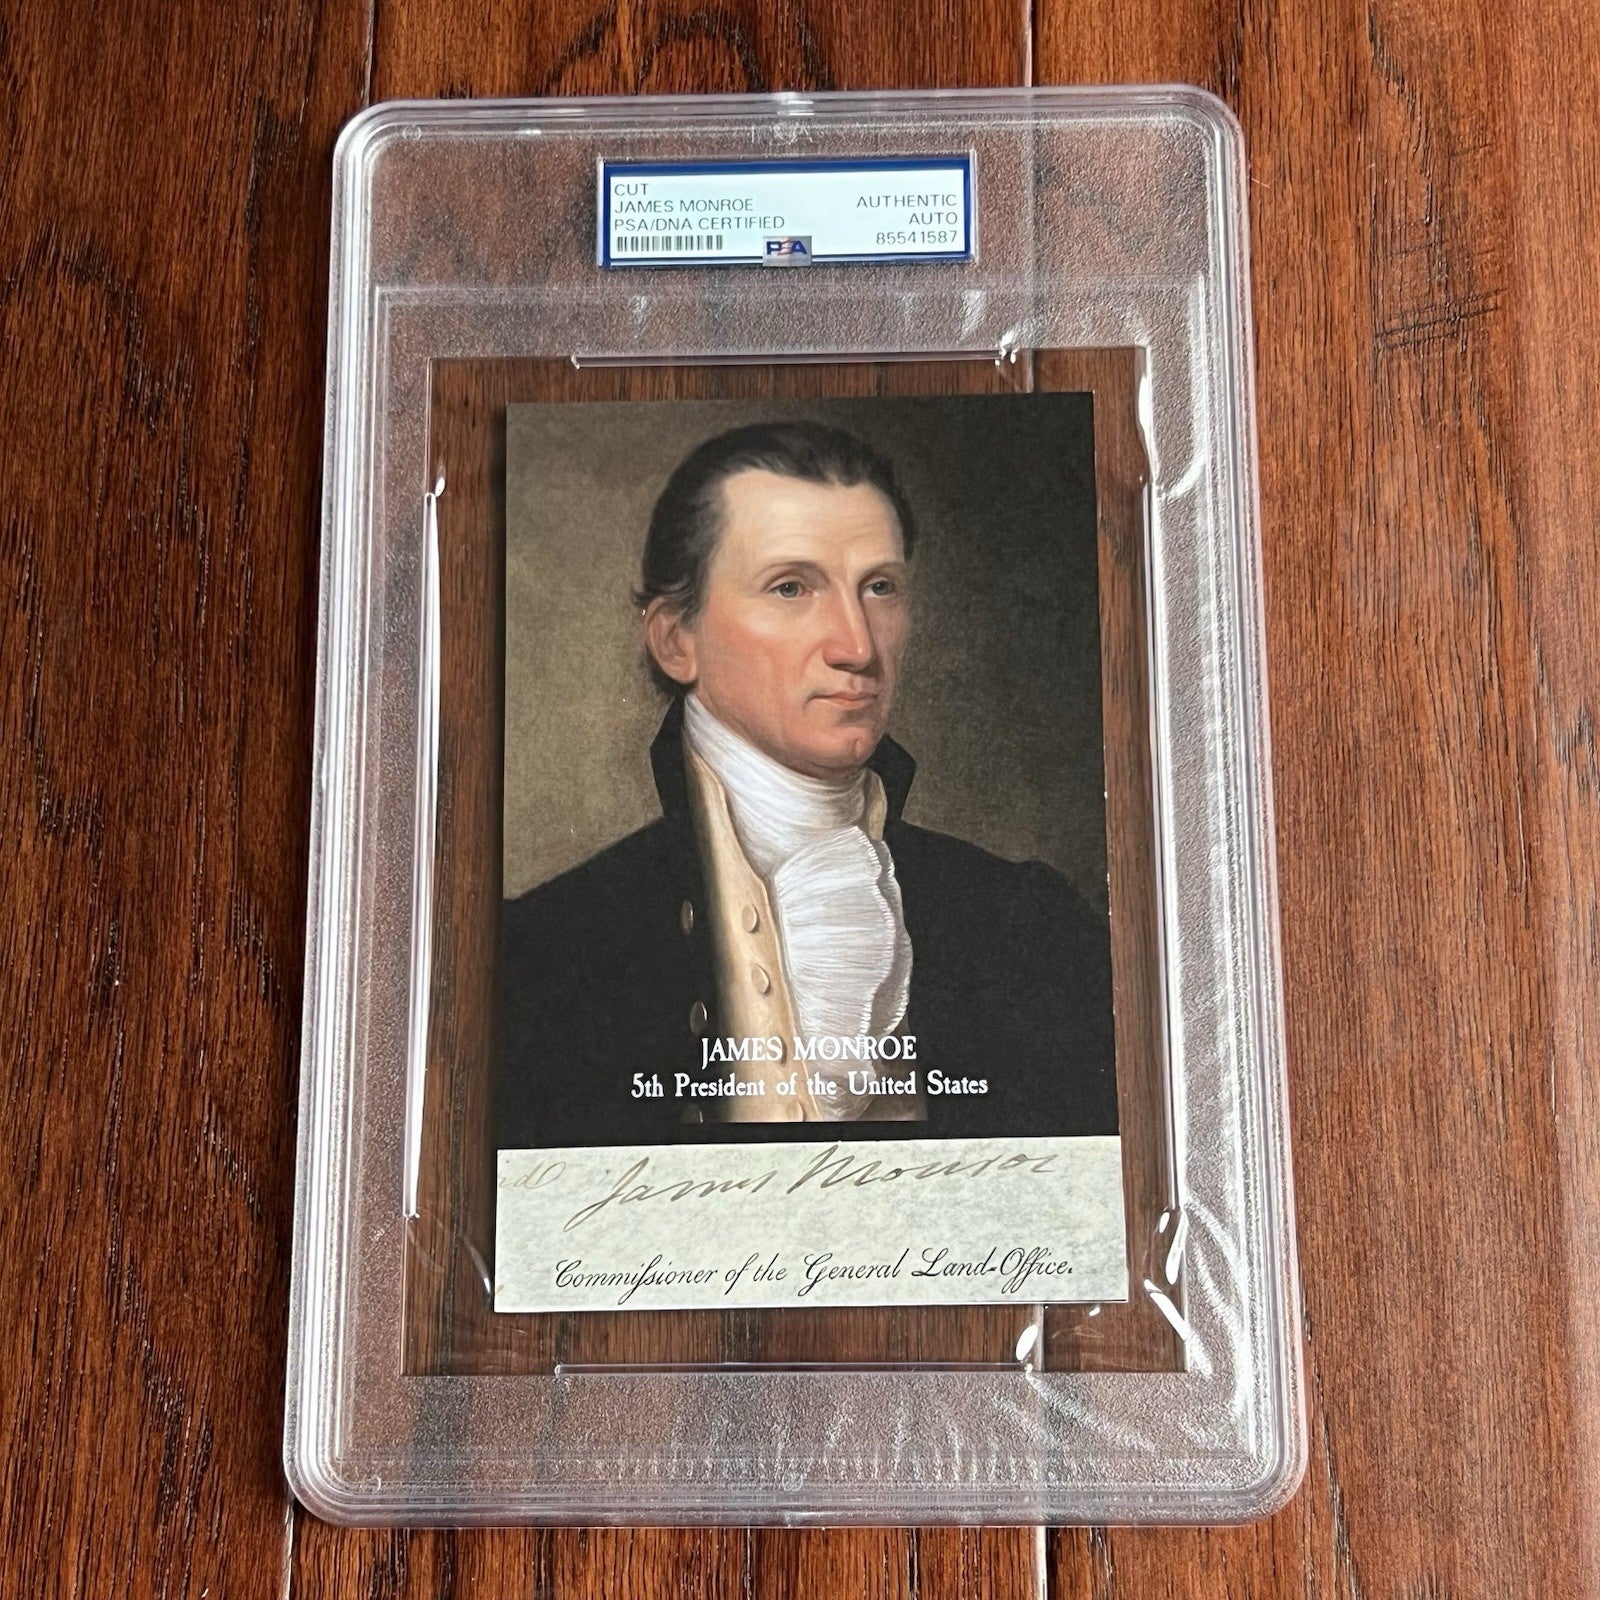 CUT
JAMES MONROE
PSA/DNA CERTIFIED
AUTHENTIC
AUTO
85541587
PSA
JAMES MONROE
5th President of the United States
James Monroe
Commiſsioner of the General Land-Office.